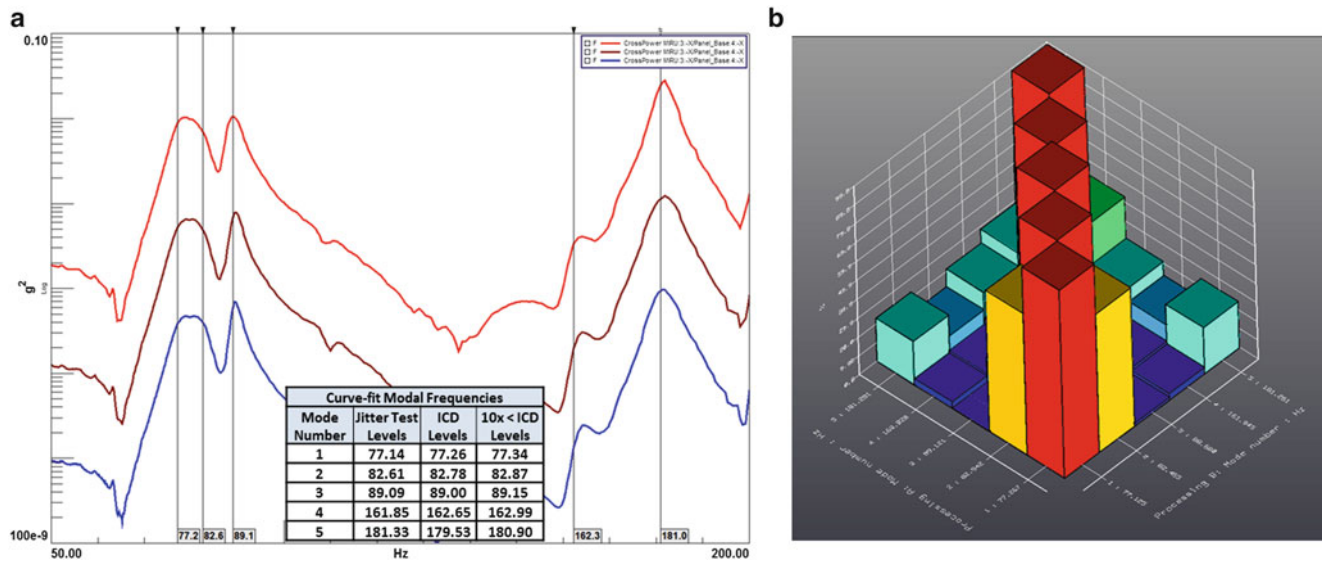 a
b
0.10
F CrossPower MRU:3:-X/Panel_Base:4:-X
F CrossPower MRU:3:-X/Panel_Base:4:-X
F CrossPower MRU:3:-X/Panel_Base:4:-X
g²
Log
100e-9
50.00
Hz
200.00
77.2
82.6
89.1
162.3
181.0
Curve-fit Modal Frequencies
Mode Number Jitter Test Levels ICD Levels 10x < ICD Levels
1 77.14 77.26 77.34
2 82.61 82.78 82.87
3 89.09 89.00 89.15
4 161.85 162.65 162.99
5 181.33 179.53 180.90
Processing A: Mode number : Hz
Processing B: Mode number : Hz